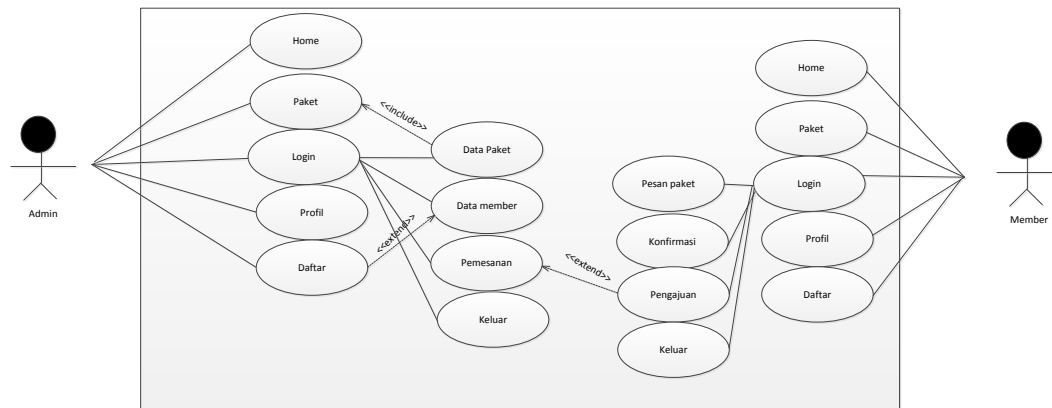 Home
Paket
Login
Profil
Daftar
Admin
<<include>>
<<extend>>
Data Paket
Data member
Pemesanan
Keluar
<<extend>>
Pesan paket
Konfirmasi
Pengajuan
Keluar
Home
Paket
Login
Profil
Daftar
Member